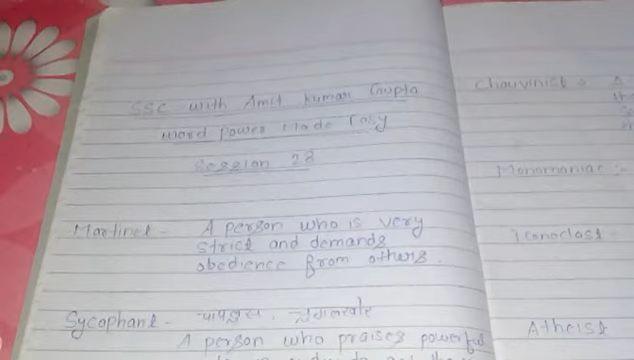 SSC with Amit Kumar Gupta
Word Power Made Easy
Session 28
Martinet - A person who is very
strict and demands
obedience from others.
Sycophant - चापलूस, चुगलखोर
A person who praises powerful
Chauvinist :- A
Monomaniac :-
Iconoclast -
Atheist